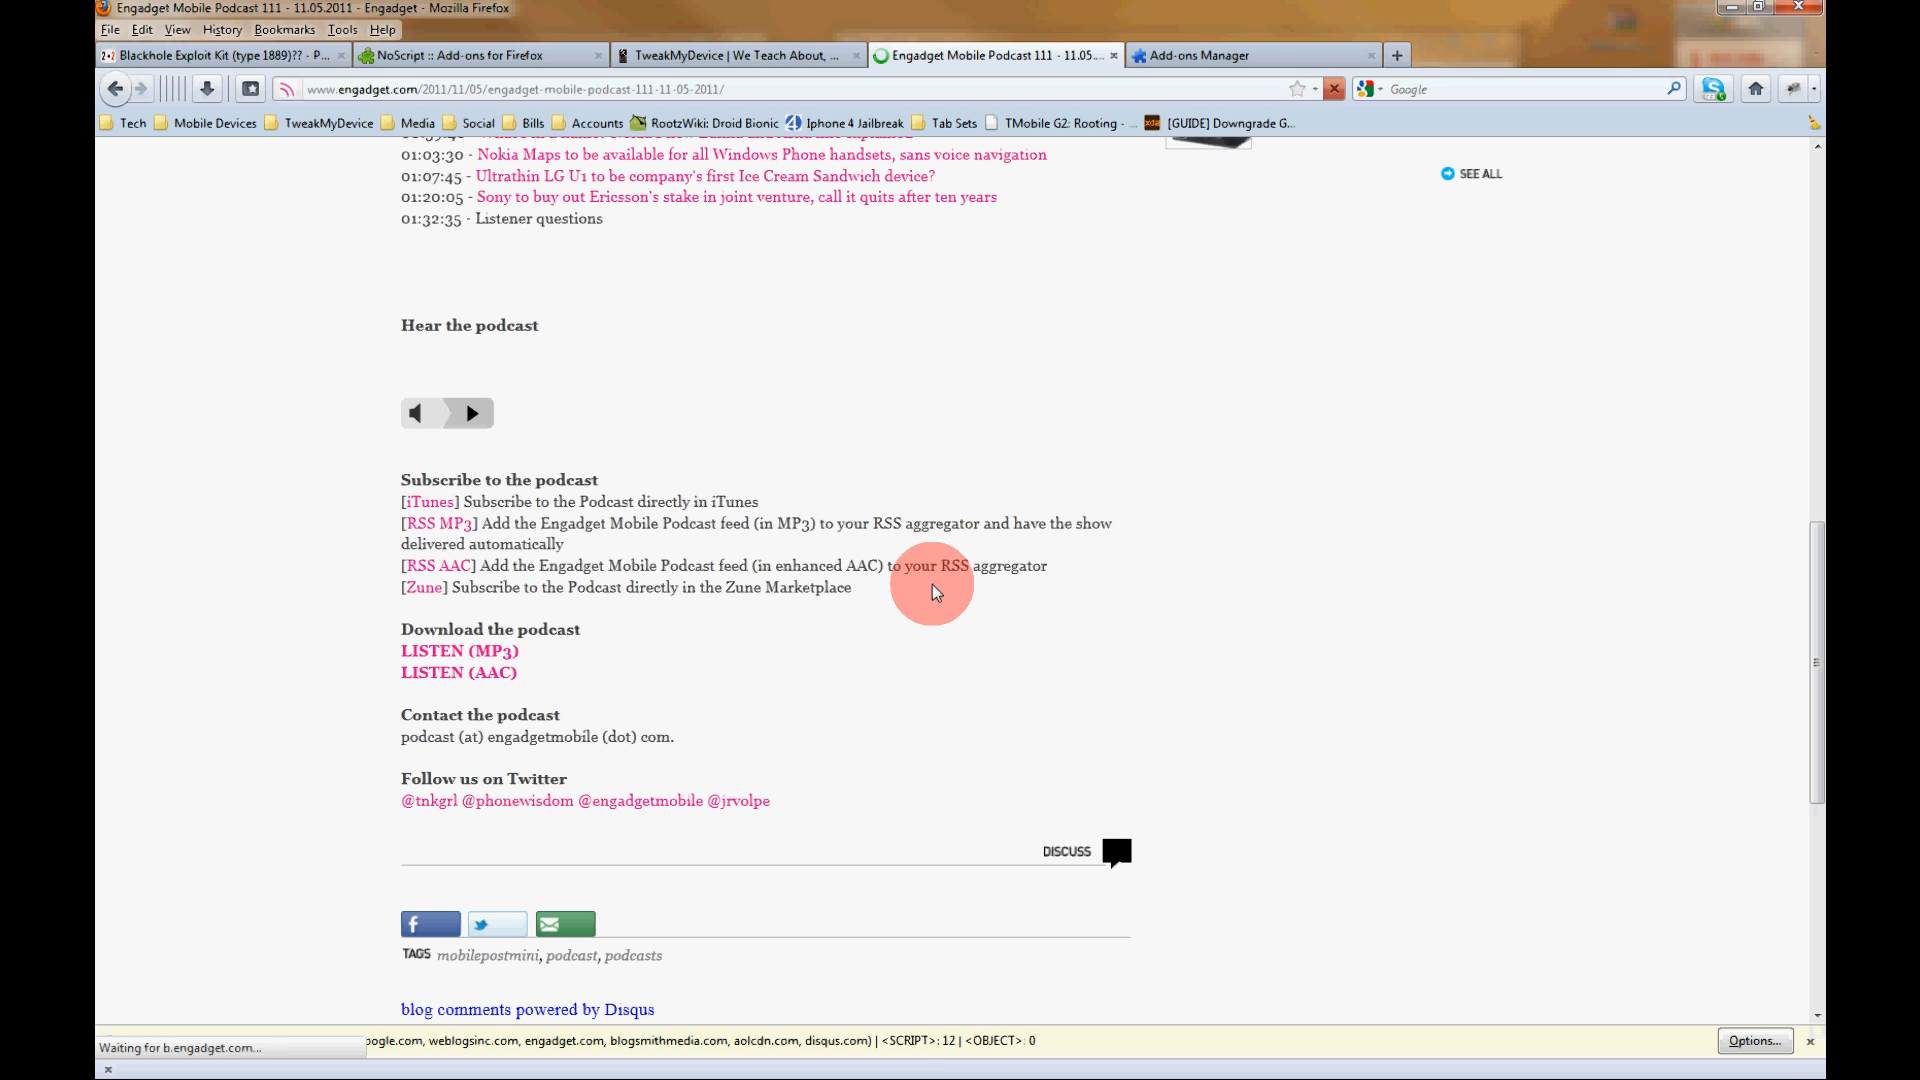 Engadget Mobile Podcast 111 - 11.05.2011 - Engadget - Mozilla Firefox
File Edit View History Bookmarks Tools Help
Blackhole Exploit Kit (type 1889)?? - P...
NoScript :: Add-ons for Firefox
TweakMyDevice | We Teach About, ...
Engadget Mobile Podcast 111 - 11.05....
Add-ons Manager
www.engadget.com/2011/11/05/engadget-mobile-podcast-111-11-05-2011/
Google
Tech Mobile Devices TweakMyDevice Media Social Bills Accounts RootzWiki: Droid Bionic Iphone 4 Jailbreak Tab Sets TMobile G2: Rooting - ... [GUIDE] Downgrade G...
01:03:30 - Nokia Maps to be available for all Windows Phone handsets, sans voice navigation
01:07:45 - Ultrathin LG U1 to be company's first Ice Cream Sandwich device?
01:20:05 - Sony to buy out Ericsson's stake in joint venture, call it quits after ten years
01:32:35 - Listener questions
SEE ALL
Hear the podcast
Subscribe to the podcast
[iTunes] Subscribe to the Podcast directly in iTunes
[RSS MP3] Add the Engadget Mobile Podcast feed (in MP3) to your RSS aggregator and have the show
delivered automatically
[RSS AAC] Add the Engadget Mobile Podcast feed (in enhanced AAC) to your RSS aggregator
[Zune] Subscribe to the Podcast directly in the Zune Marketplace
Download the podcast
LISTEN (MP3)
LISTEN (AAC)
Contact the podcast
podcast (at) engadgetmobile (dot) com.
Follow us on Twitter
@tnkgrl @phonewisdom @engadgetmobile @jrvolpe
DISCUSS
TAGS mobilepostmini, podcast, podcasts
blog comments powered by Disqus
oogle.com, weblogsinc.com, engadget.com, blogsmithmedia.com, aolcdn.com, disqus.com) | <SCRIPT>: 12 | <OBJECT>: 0
Options...
Waiting for b.engadget.com...